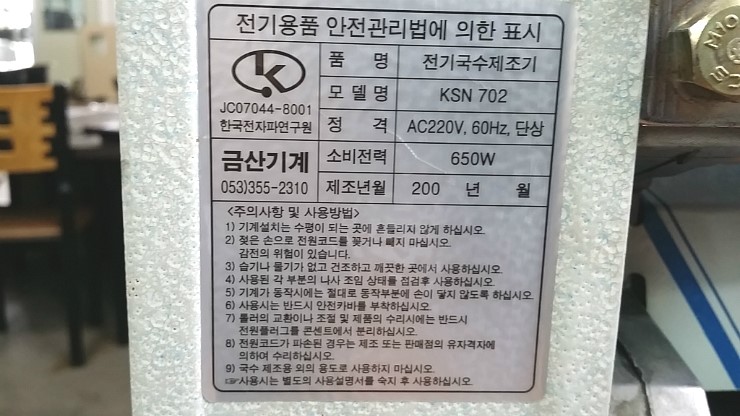 전기용품 안전관리법에 의한 표시
JC07044-8001
한국전자파연구원
품 명 전기국수제조기
모 델 명 KSN 702
정 격 AC220V, 60Hz, 단상
금산기계
053)355-2310
소비전력 650W
제조년월 200 년 월
<주의사항 및 사용방법>
1) 기계설치는 수평이 되는 곳에 흔들리지 않게 하십시오.
2) 젖은 손으로 전원코드를 꽂거나 빼지 마십시오.
감전의 위험이 있습니다.
3) 습기나 물기가 없고 건조하고 깨끗한 곳에서 사용하십시오.
4) 사용된 각 부분의 나사 조임 상태를 점검후 사용하십시오.
5) 기계가 동작시에는 절대로 동작부분에 손이 닿지 않도록 하십시오.
6) 사용시는 반드시 안전카바를 부착하십시오.
7) 롤러의 교환이나 조절 및 제품의 수리시에는 반드시
전원플러그를 콘센트에서 분리하십시오.
8) 전원코드가 파손된 경우는 제조 또는 판매점의 유자격자에
의하여 수리하십시오.
9) 국수 제조용 외의 용도로 사용하지 마십시오.
☞사용시는 별도의 사용설명서를 숙지 후 사용하십시오.